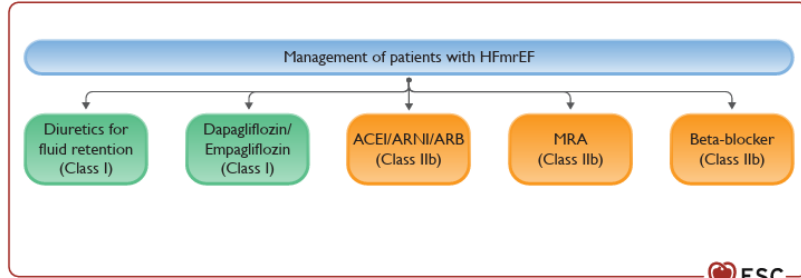 Management of patients with HFmrEF
Diuretics for
fluid retention
(Class I)
Dapagliflozin/
Empagliflozin
(Class I)
ACEI/ARNI/ARB
(Class IIb)
MRA
(Class IIb)
Beta-blocker
(Class IIb)
ESC